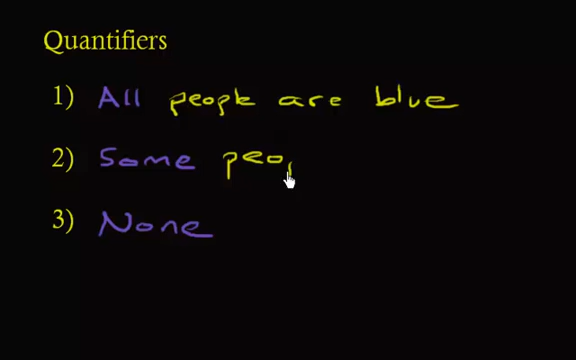 Quantifiers
1) All people are blue
2) Some peo
3) None